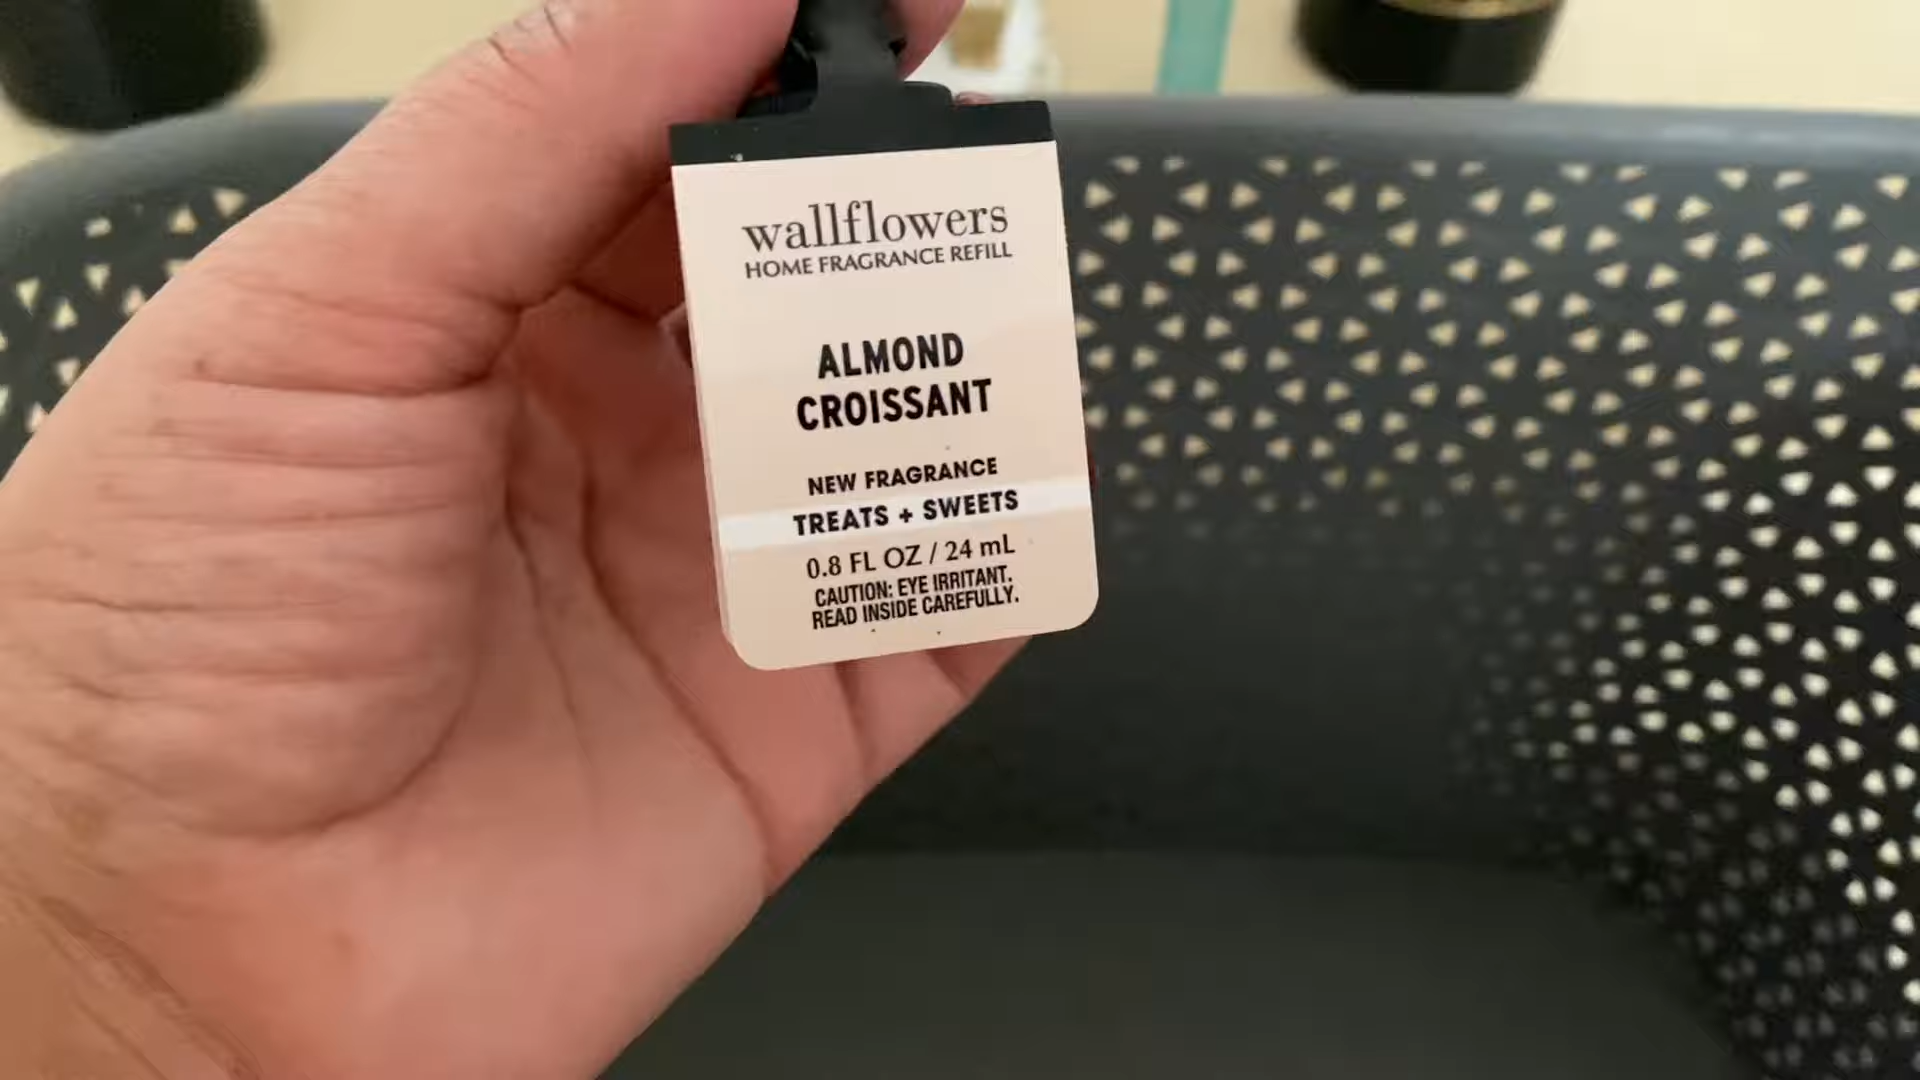 wallflowers
HOME FRAGRANCE REFILL
ALMOND
CROISSANT
NEW FRAGRANCE
TREATS + SWEETS
0.8 FL OZ / 24 mL
CAUTION: EYE IRRITANT.
READ INSIDE CAREFULLY.